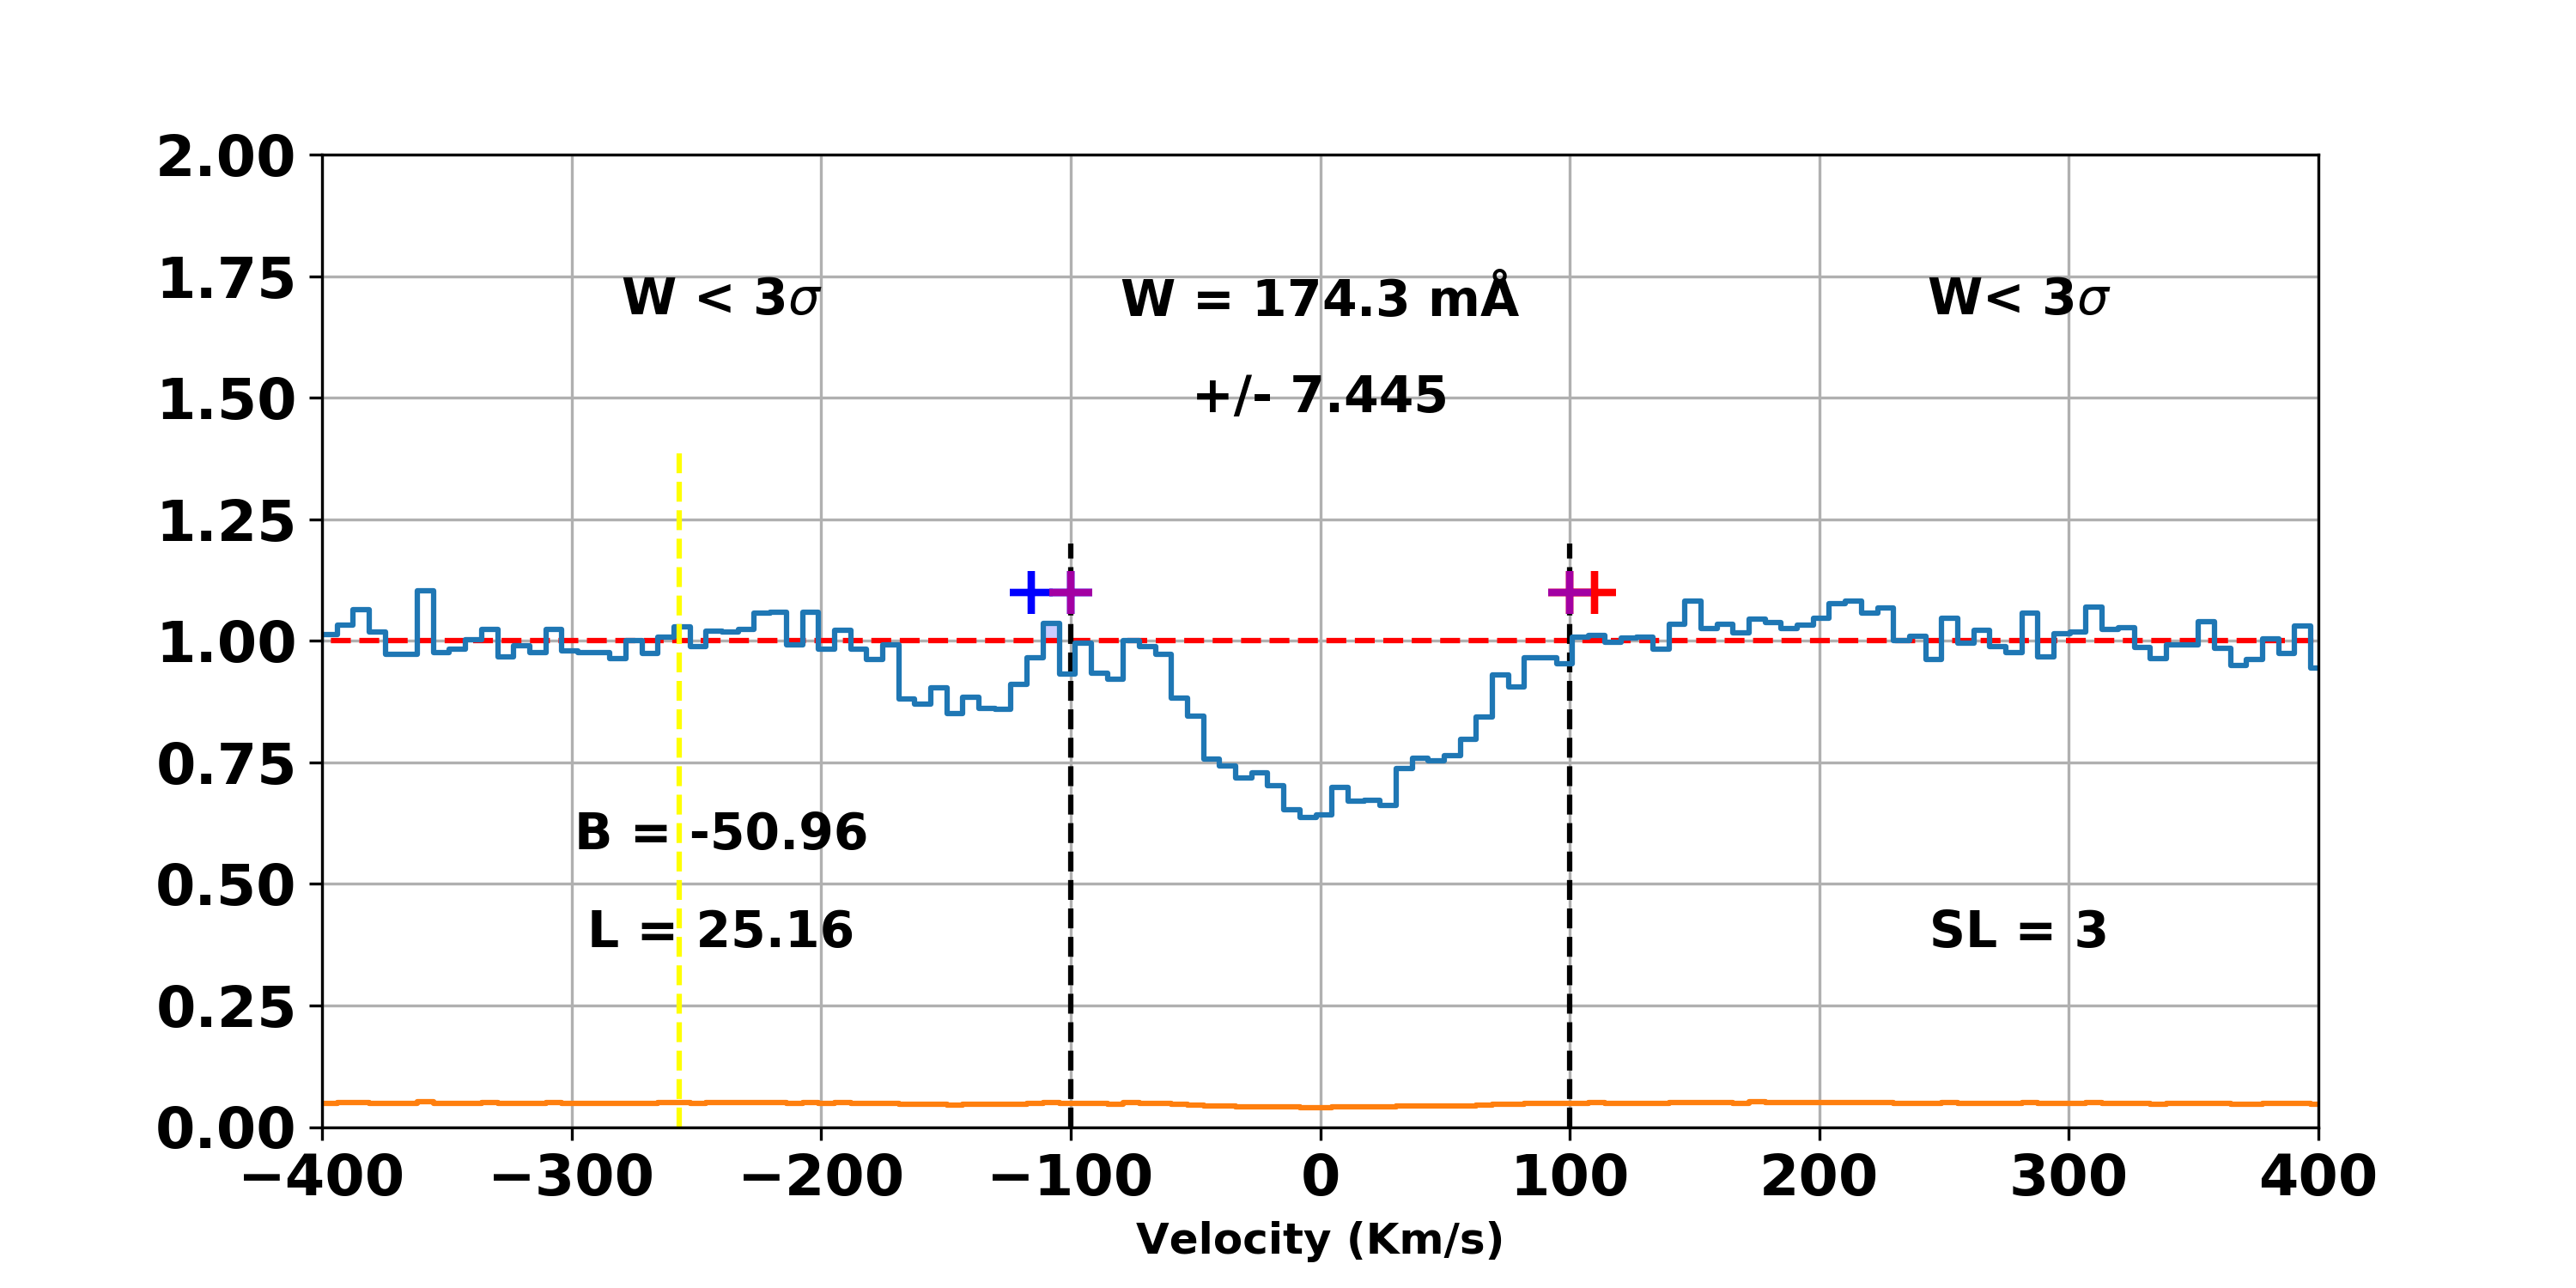 2.00
1.75
W < 3σ W = 174.3 mÅ W< 3σ
1.50
+/- 7.445
1.25
1.00
0.75
B = -50.96
0.50
L = 25.16 SL = 3
0.25
0.00
−400 −300 −200 −100 0 100 200 300 400
Velocity (Km/s)